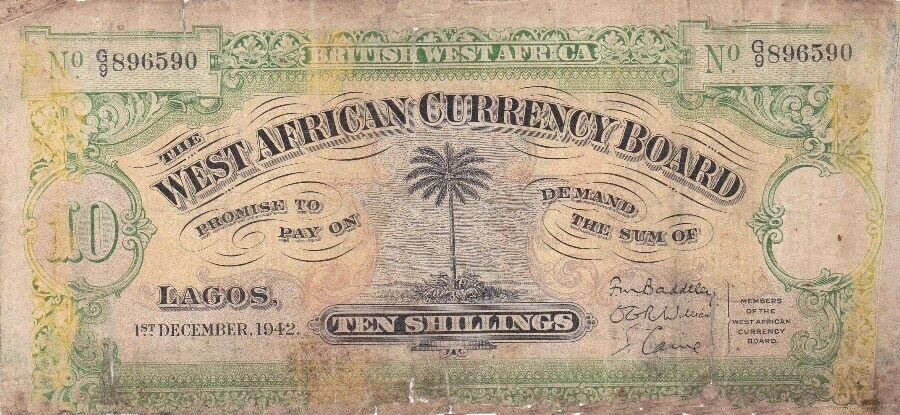 No G/9 896590
BRITISH WEST AFRICA
No G/9 896590
THE
WEST AFRICAN CURRENCY BOARD
PROMISE TO
PAY ON
DEMAND
THE SUM OF
10
LAGOS,
1ST DECEMBER, 1942.
TEN SHILLINGS
MEMBERS
OF THE
WEST AFRICAN
CURRENCY
BOARD.